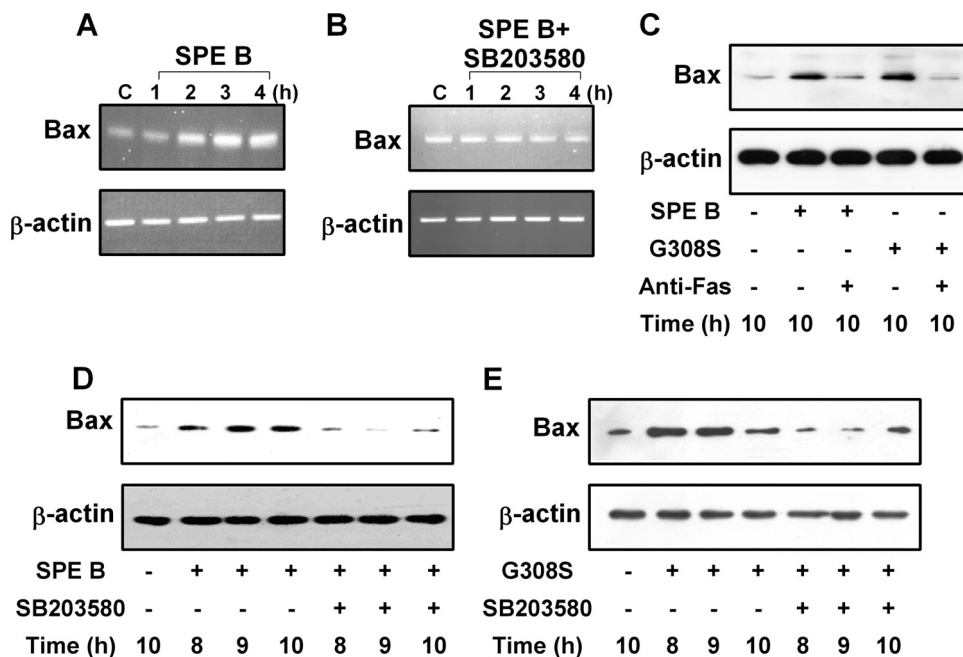 A
SPE B
C 1 2 3 4 (h)
Bax
β-actin
B
SPE B+
SB203580
C 1 2 3 4 (h)
Bax
β-actin
C
Bax
β-actin
SPE B - + + - -
G308S - - - + +
Anti-Fas - - + - +
Time (h) 10 10 10 10 10
D
Bax
β-actin
SPE B - + + + + + +
SB203580 - - - - + + +
Time (h) 10 8 9 10 8 9 10
E
Bax
β-actin
G308S - + + + + + +
SB203580 - - - - + + +
Time (h) 10 8 9 10 8 9 10